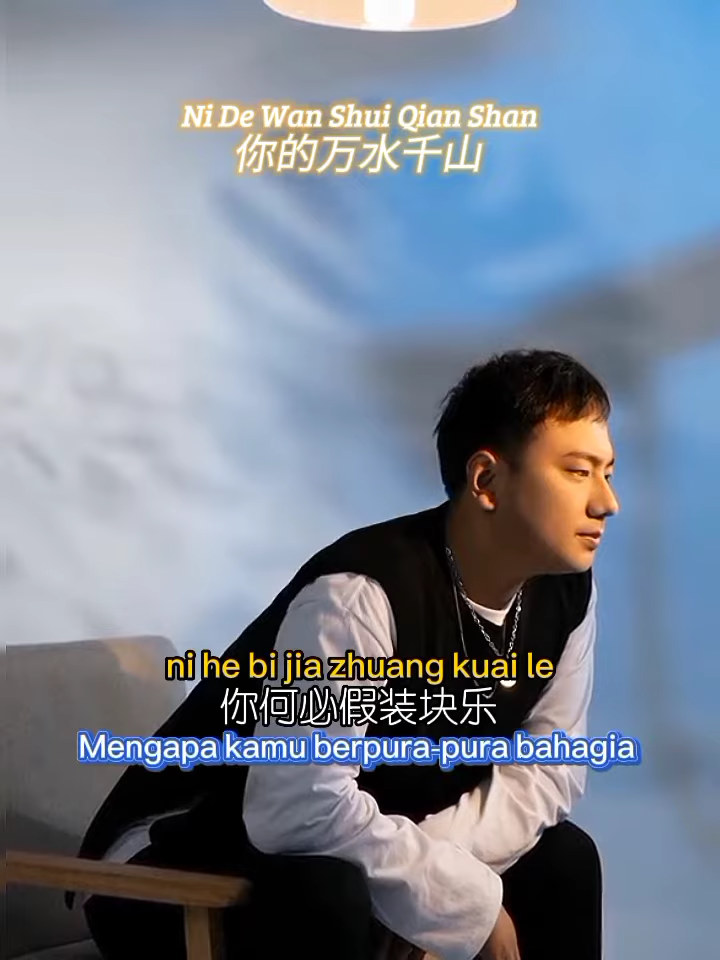 Ni De Wan Shui Qian Shan
你的万水千山
ni he bi jia zhuang kuai le
你何必假装块乐
Mengapa kamu berpura-pura bahagia